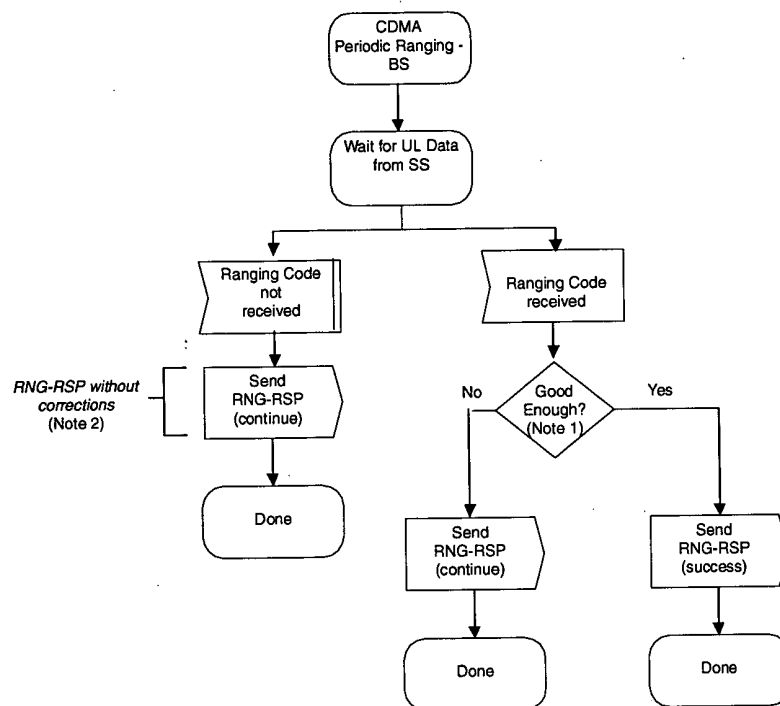 CDMA
Periodic Ranging -
BS
Wait for UL Data
from SS
Ranging Code
not
received
Ranging Code
received
RNG-RSP without
corrections
(Note 2)
Send
RNG-RSP
(continue)
No
Good
Enough?
(Note 1)
Yes
Done
Send
RNG-RSP
(continue)
Send
RNG-RSP
(success)
Done
Done